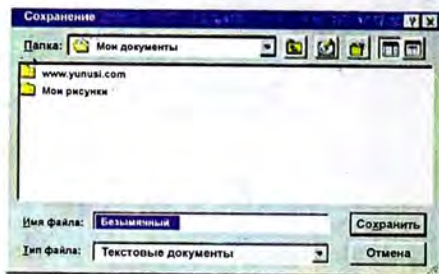 Сохранение
Папка: Мои документы
www.yunusi.com
Мои рисунки
Имя файла: Безымянный
Сохранить
Тип файла: Текстовые документы
Отмена